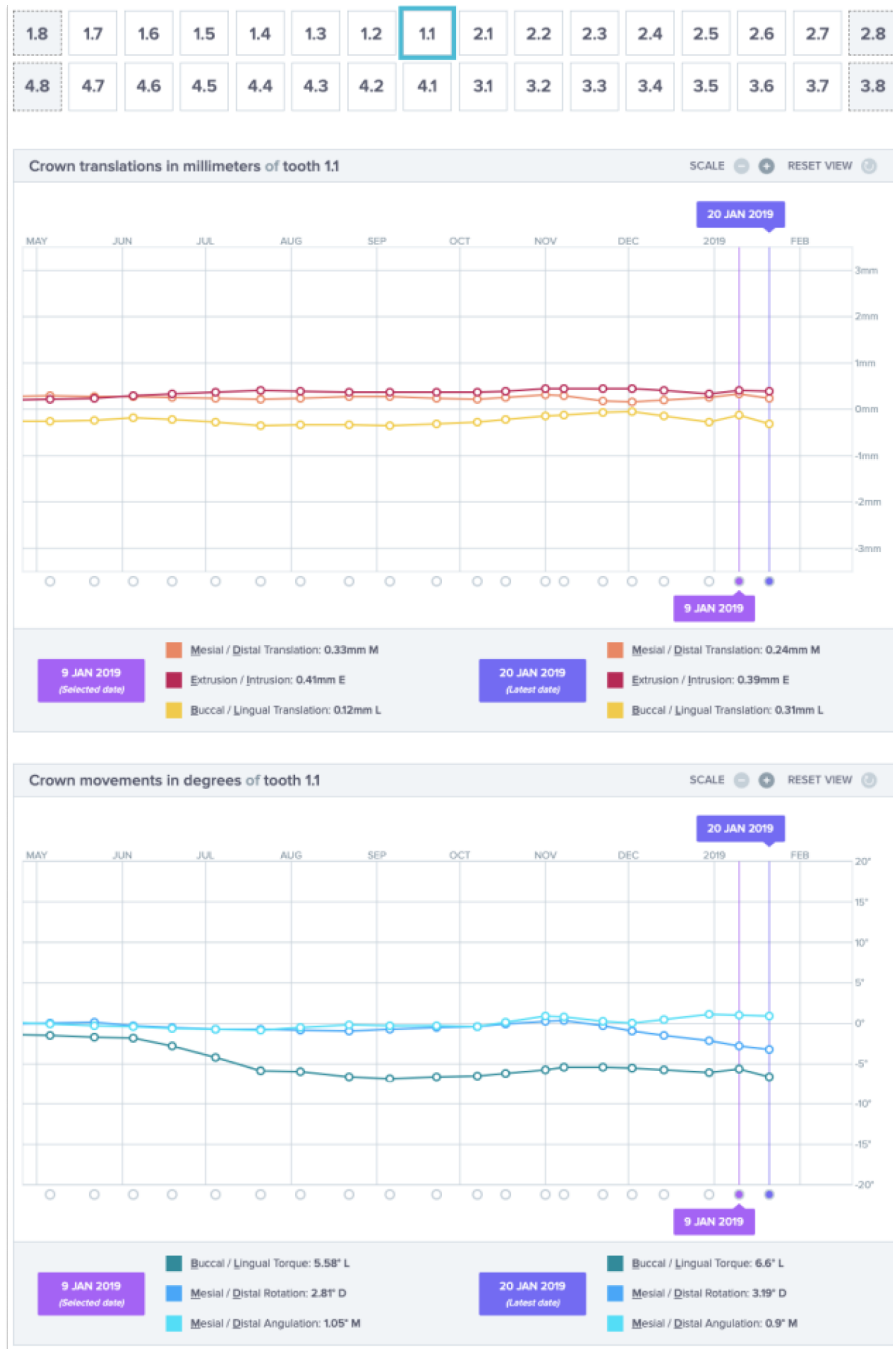 1.8 1.7 1.6 1.5 1.4 1.3 1.2 1.1 2.1 2.2 2.3 2.4 2.5 2.6 2.7 2.8
4.8 4.7 4.6 4.5 4.4 4.3 4.2 4.1 3.1 3.2 3.3 3.4 3.5 3.6 3.7 3.8
Crown translations in millimeters of tooth 1.1 SCALE RESET VIEW
20 JAN 2019
MAY JUN JUL AUG SEP OCT NOV DEC 2019 FEB
3mm
2mm
1mm
0mm
-1mm
-2mm
-3mm
9 JAN 2019
9 JAN 2019
(Selected date)
Mesial / Distal Translation: 0.33mm M
Extrusion / Intrusion: 0.41mm E
Buccal / Lingual Translation: 0.12mm L
20 JAN 2019
(Latest date)
Mesial / Distal Translation: 0.24mm M
Extrusion / Intrusion: 0.39mm E
Buccal / Lingual Translation: 0.31mm L
Crown movements in degrees of tooth 1.1 SCALE RESET VIEW
20 JAN 2019
MAY JUN JUL AUG SEP OCT NOV DEC 2019 FEB
20°
15°
10°
5°
0°
-5°
-10°
-15°
-20°
9 JAN 2019
9 JAN 2019
(Selected date)
Buccal / Lingual Torque: 5.58° L
Mesial / Distal Rotation: 2.81° D
Mesial / Distal Angulation: 1.05° M
20 JAN 2019
(Latest date)
Buccal / Lingual Torque: 6.6° L
Mesial / Distal Rotation: 3.19° D
Mesial / Distal Angulation: 0.9° M